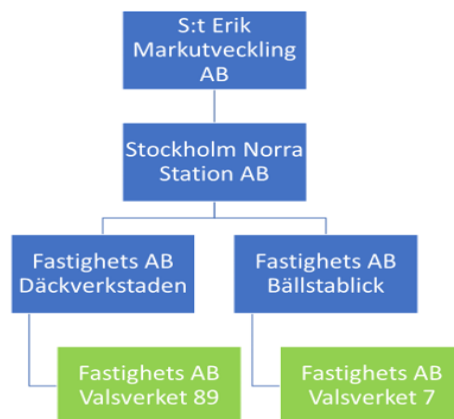 S:t Erik
Markutveckling
AB
Stockholm Norra
Station AB
Fastighets AB
Däckverkstaden
Fastighets AB
Bällstablick
Fastighets AB
Valsverket 89
Fastighets AB
Valsverket 7